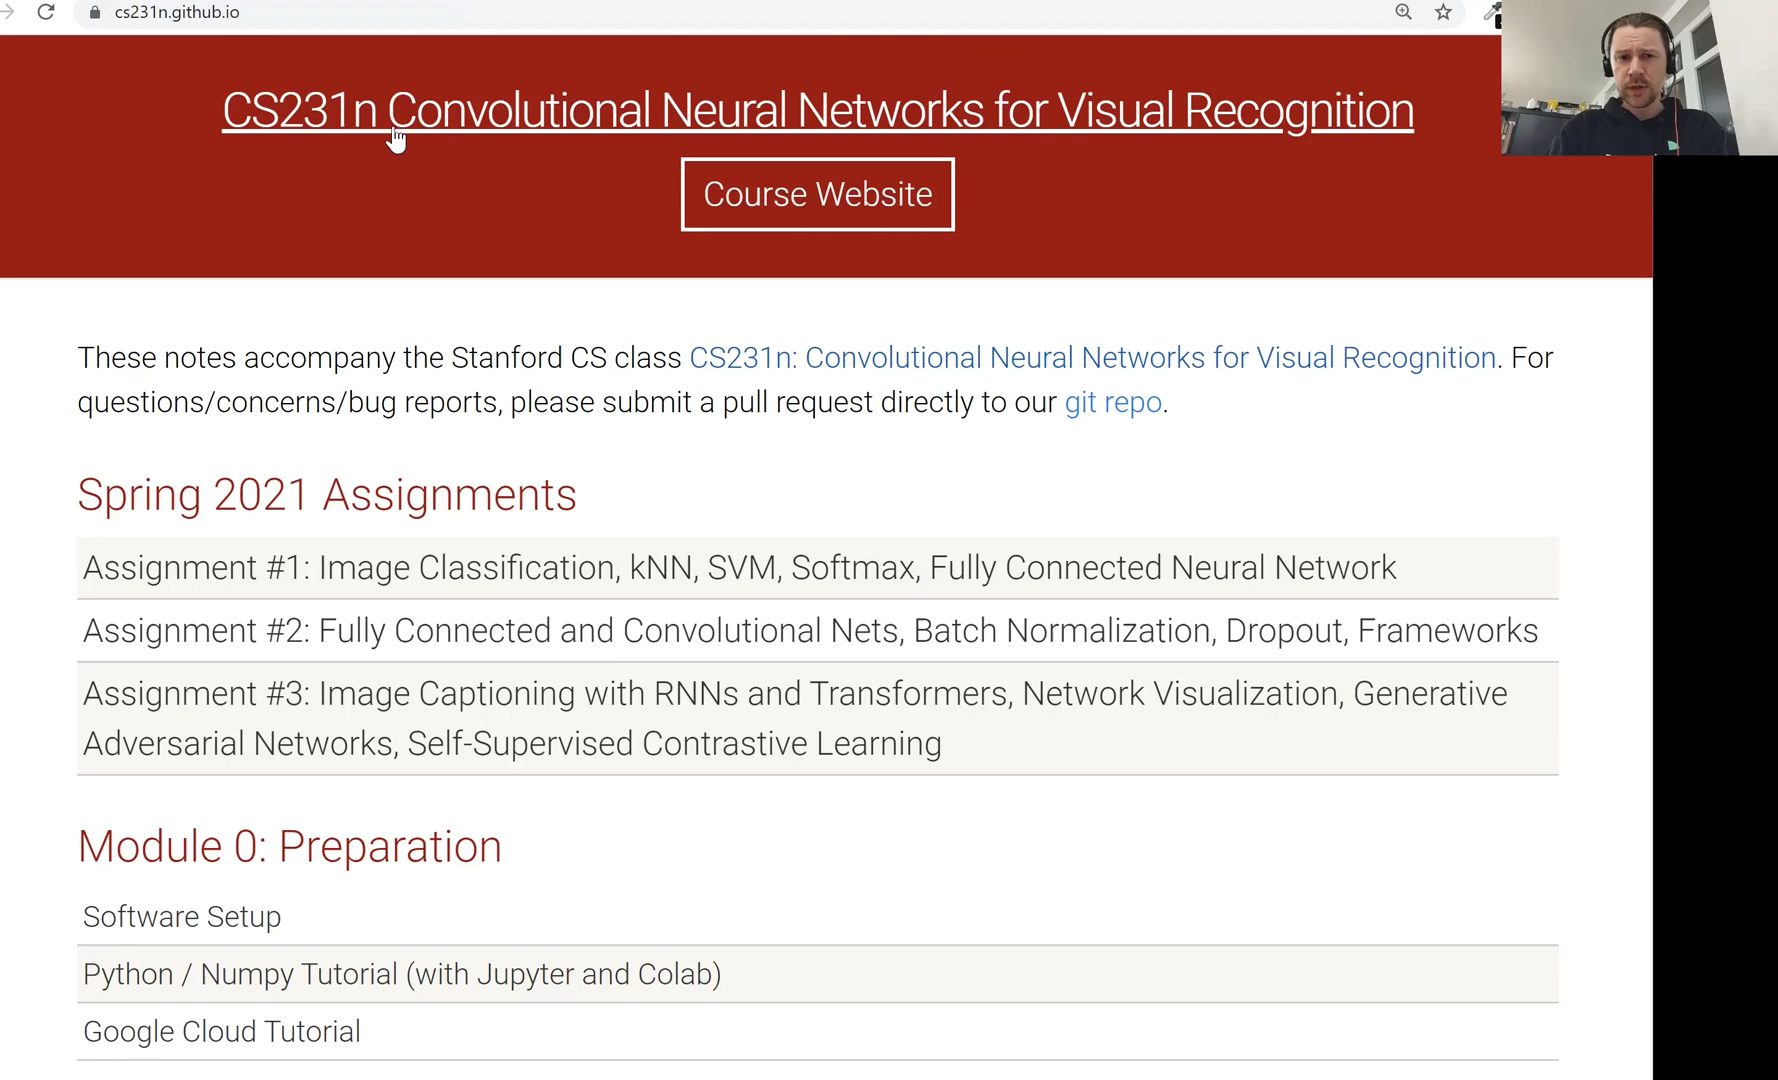 cs231n.github.io
CS231n Convolutional Neural Networks for Visual Recognition
Course Website
These notes accompany the Stanford CS class CS231n: Convolutional Neural Networks for Visual Recognition. For
questions/concerns/bug reports, please submit a pull request directly to our git repo.
Spring 2021 Assignments
Assignment #1: Image Classification, kNN, SVM, Softmax, Fully Connected Neural Network
Assignment #2: Fully Connected and Convolutional Nets, Batch Normalization, Dropout, Frameworks
Assignment #3: Image Captioning with RNNs and Transformers, Network Visualization, Generative
Adversarial Networks, Self-Supervised Contrastive Learning
Module 0: Preparation
Software Setup
Python / Numpy Tutorial (with Jupyter and Colab)
Google Cloud Tutorial